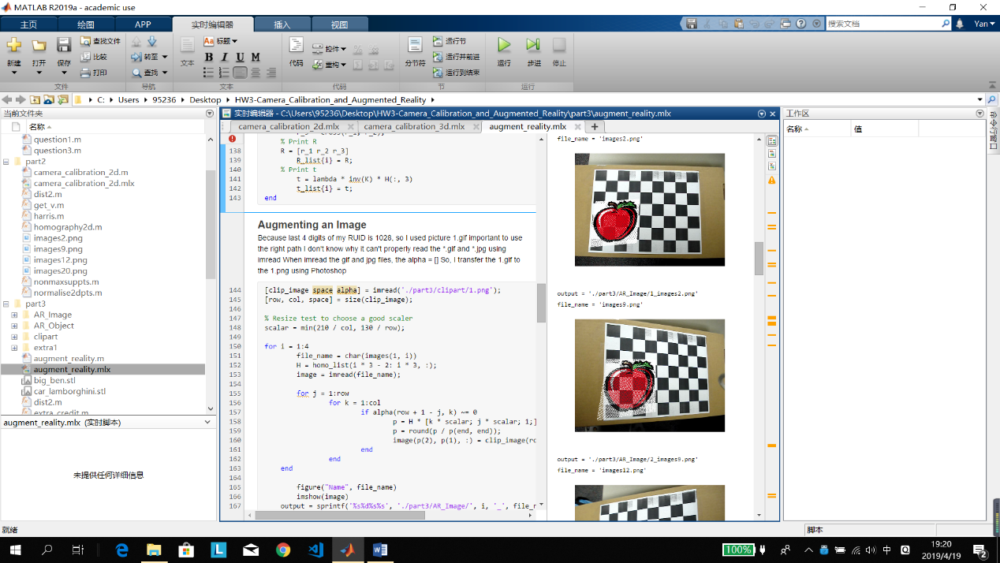 MATLAB R2019a - academic use
主页 绘图 APP 实时编辑器 插入 视图
搜索文档 Yan
新建 打开 保存 查找文件 比较 打印
转至 查找
文本 Aa 标题 B I U M
代码 控件 重构
分节符 运行节 运行并前进 运行到结束
运行 步进 停止
文件 导航 文本 代码 节 运行
C: Users 95236 Desktop HW3-Camera_Calibration_and_Augmented_Reality
当前文件夹
名称
question1.m
question3.m
part2
camera_calibration_2d.m
camera_calibration_2d.mlx
dist2.m
get_v.m
harris.m
homography2d.m
images2.png
images9.png
images12.png
images20.png
nonmaxsuppts.m
normalise2dpts.m
part3
AR_Image
AR_Object
clipart
extra1
augment_reality.m
augment_reality.mlx
big_ben.stl
car_lamborghini.stl
dist2.m
extra_credit.m
augment_reality.mlx (实时脚本)
未提供任何详细信息
实时编辑器 - C:\Users\95236\Desktop\HW3-Camera_Calibration_and_Augmented_Reality\part3\augment_reality.mlx
camera_calibration_2d.mlx camera_calibration_3d.mlx augment_reality.mlx
% Print R
138 R = [r_1 r_2 r_3]
139 R_list{i} = R;
140 % Print t
141 t = lambda * inv(K) * H(:, 3)
142 t_list{i} = t;
143 end
Augmenting an Image
Because last 4 digits of my RUID is 1028, so I used picture 1.gif important to use
the right path I don't know why it can't properly read the *.gif and *.jpg using
imread When imread the gif and jpg files, the alpha = [] So, I transfer the 1.gif to
the 1.png using Photoshop
144 [clip_image space alpha] = imread('./part3/clipart/1.png');
145 [row, col, space] = size(clip_image);
146
147 % Resize test to choose a good scaler
148 scalar = min(210 / col, 130 / row);
149
150 for i = 1:4
151 file_name = char(images(1, i))
152 H = homo_list(i * 3 - 2: i * 3, :);
153 image = imread(file_name);
154
155 for j = 1:row
156 for k = 1:col
157 if alpha(row + 1 - j, k) ~= 0
158 p = H * [k * scalar; j * scalar; 1;]
159 p = round(p / p(end, end));
160 image(p(2), p(1), :) = clip_image(ro
161 end
162 end
163 end
164
165 figure("Name", file_name)
166 imshow(image)
167 output = sprintf('%s%d%s%s', './part3/AR_Image/', i, '_', file_n
file_name = 'images2.png'
output = './part3/AR_Image/1_images2.png'
file_name = 'images9.png'
output = './part3/AR_Image/2_images9.png'
file_name = 'images12.png'
工作区
名称 值
命令行窗口
就绪
脚本
100% 中 19:20
2019/4/19
2